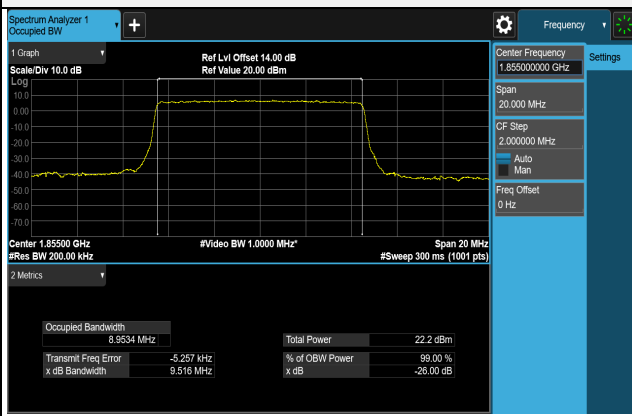 Spectrum Analyzer 1
Occupied BW
+
Frequency
1 Graph
Scale/Div 10.0 dB
Ref Lvl Offset 14.00 dB
Ref Value 20.00 dBm
Log
10.0
0.00
-10.0
-20.0
-30.0
-40.0
-50.0
-60.0
-70.0
Center 1.85500 GHz
#Video BW 1.0000 MHz*
Span 20 MHz
#Res BW 200.00 kHz
#Sweep 300 ms (1001 pts)
2 Metrics
Occupied Bandwidth
8.9534 MHz
Total Power 22.2 dBm
Transmit Freq Error -5.257 kHz
% of OBW Power 99.00 %
x dB Bandwidth 9.516 MHz
x dB -26.00 dB
Center Frequency
1.855000000 GHz
Settings
Span
20.000 MHz
CF Step
2.000000 MHz
Auto
Man
Freq Offset
0 Hz